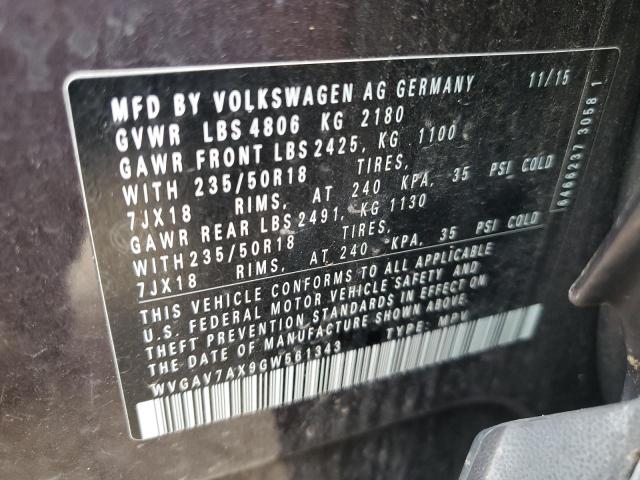 MFD BY VOLKSWAGEN AG GERMANY 11/15
GVWR LBS 4806 KG 2180
GAWR FRONT LBS 2425, KG 1100
WITH 235/50R18 TIRES,
7JX18 RIMS, AT 240 KPA, 35 PSI COLD
GAWR REAR LBS 2491, KG 1130
WITH 235/50R18 TIRES,
7JX18 RIMS, AT 240 KPA, 35 PSI COLD
THIS VEHICLE CONFORMS TO ALL APPLICABLE
U.S. FEDERAL MOTOR VEHICLE SAFETY AND
THEFT PREVENTION STANDARDS IN EFFECT ON
THE DATE OF MANUFACTURE SHOWN ABOVE.
WVGAV7AX9GW561343 TYPE: MPV